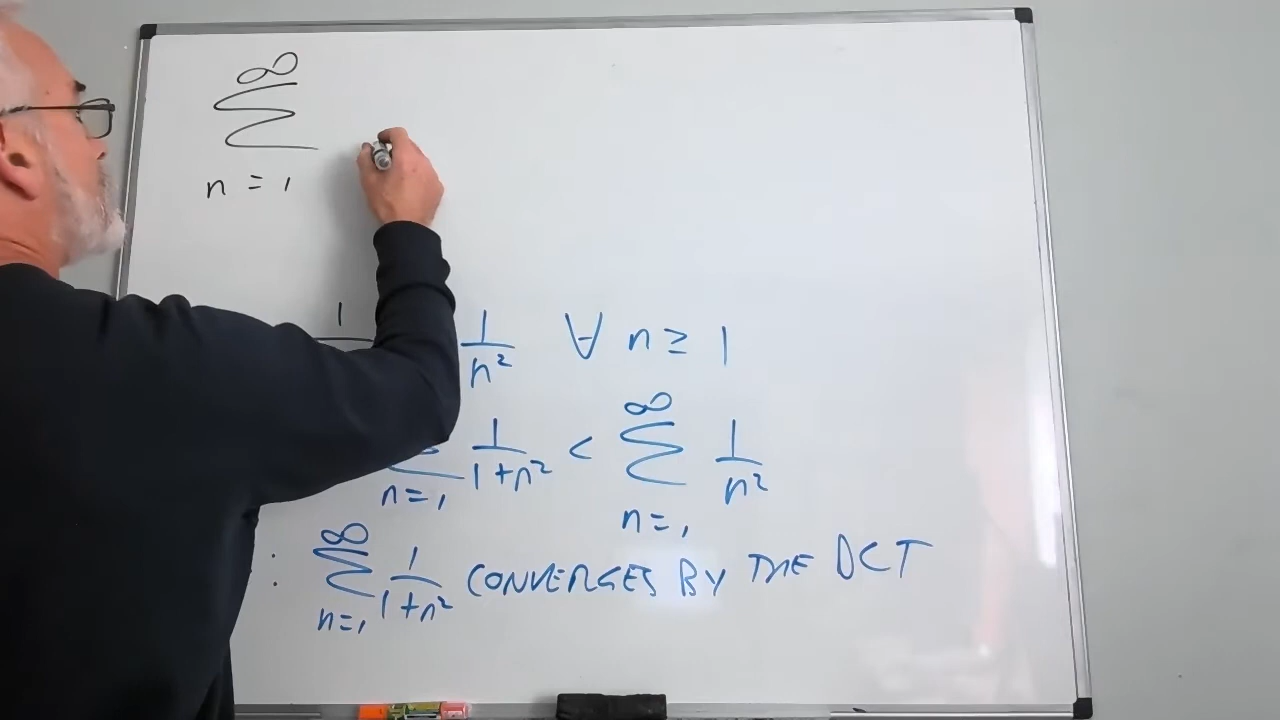 ∞
Σ
n = 1
1 1/n² ∀ n ≥ 1
Σ n=1 1/(1+n²) < ∞ Σ n=1 1/n²
: ∞ Σ n=1 1/(1+n²) CONVERGES BY THE DCT